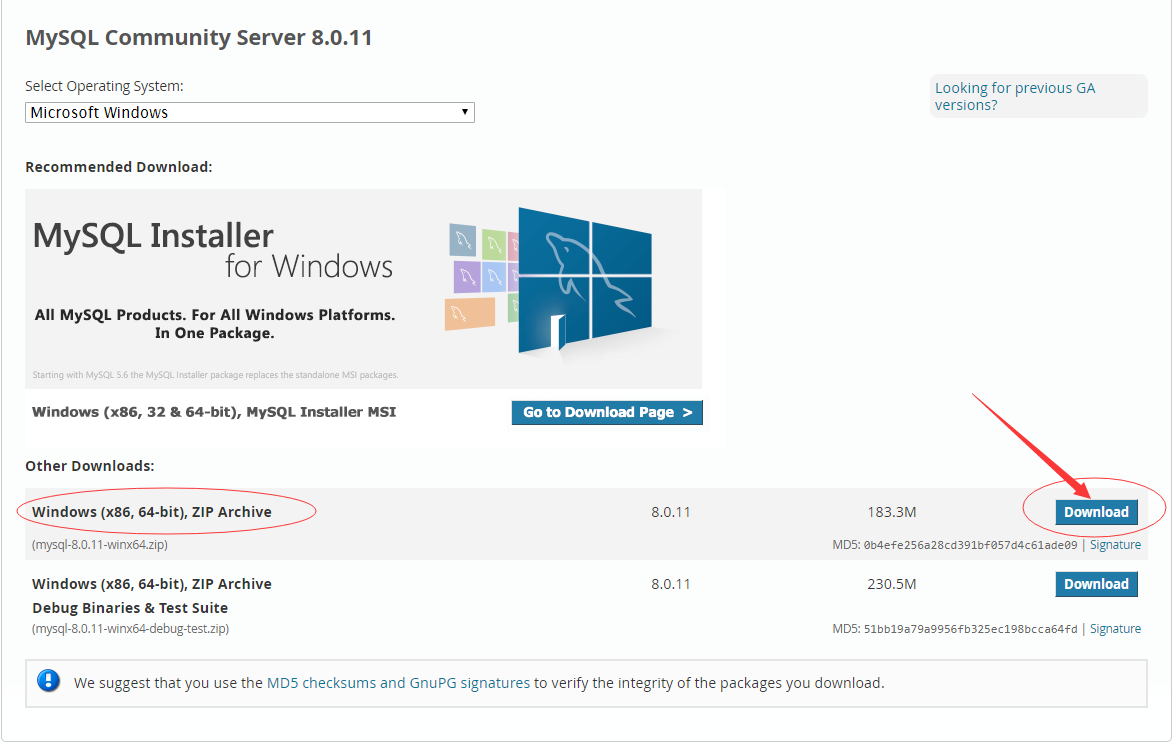 MySQL Community Server 8.0.11
Select Operating System:
Looking for previous GA
versions?
Microsoft Windows
Recommended Download:
MySQL Installer
for Windows
All MySQL Products. For All Windows Platforms.
In One Package.
Starting with MySQL 5.6 the MySQL Installer package replaces the standalone MSI packages.
Windows (x86, 32 & 64-bit), MySQL Installer MSI
Go to Download Page >
Other Downloads:
Windows (x86, 64-bit), ZIP Archive 8.0.11 183.3M Download
(mysql-8.0.11-winx64.zip) MD5: 0b4efe256a28cd391bf057d4c61ade09 | Signature
Windows (x86, 64-bit), ZIP Archive 8.0.11 230.5M Download
Debug Binaries & Test Suite
(mysql-8.0.11-winx64-debug-test.zip) MD5: 51bb19a79a9956fb325ec198bcca64fd | Signature
We suggest that you use the MD5 checksums and GnuPG signatures to verify the integrity of the packages you download.